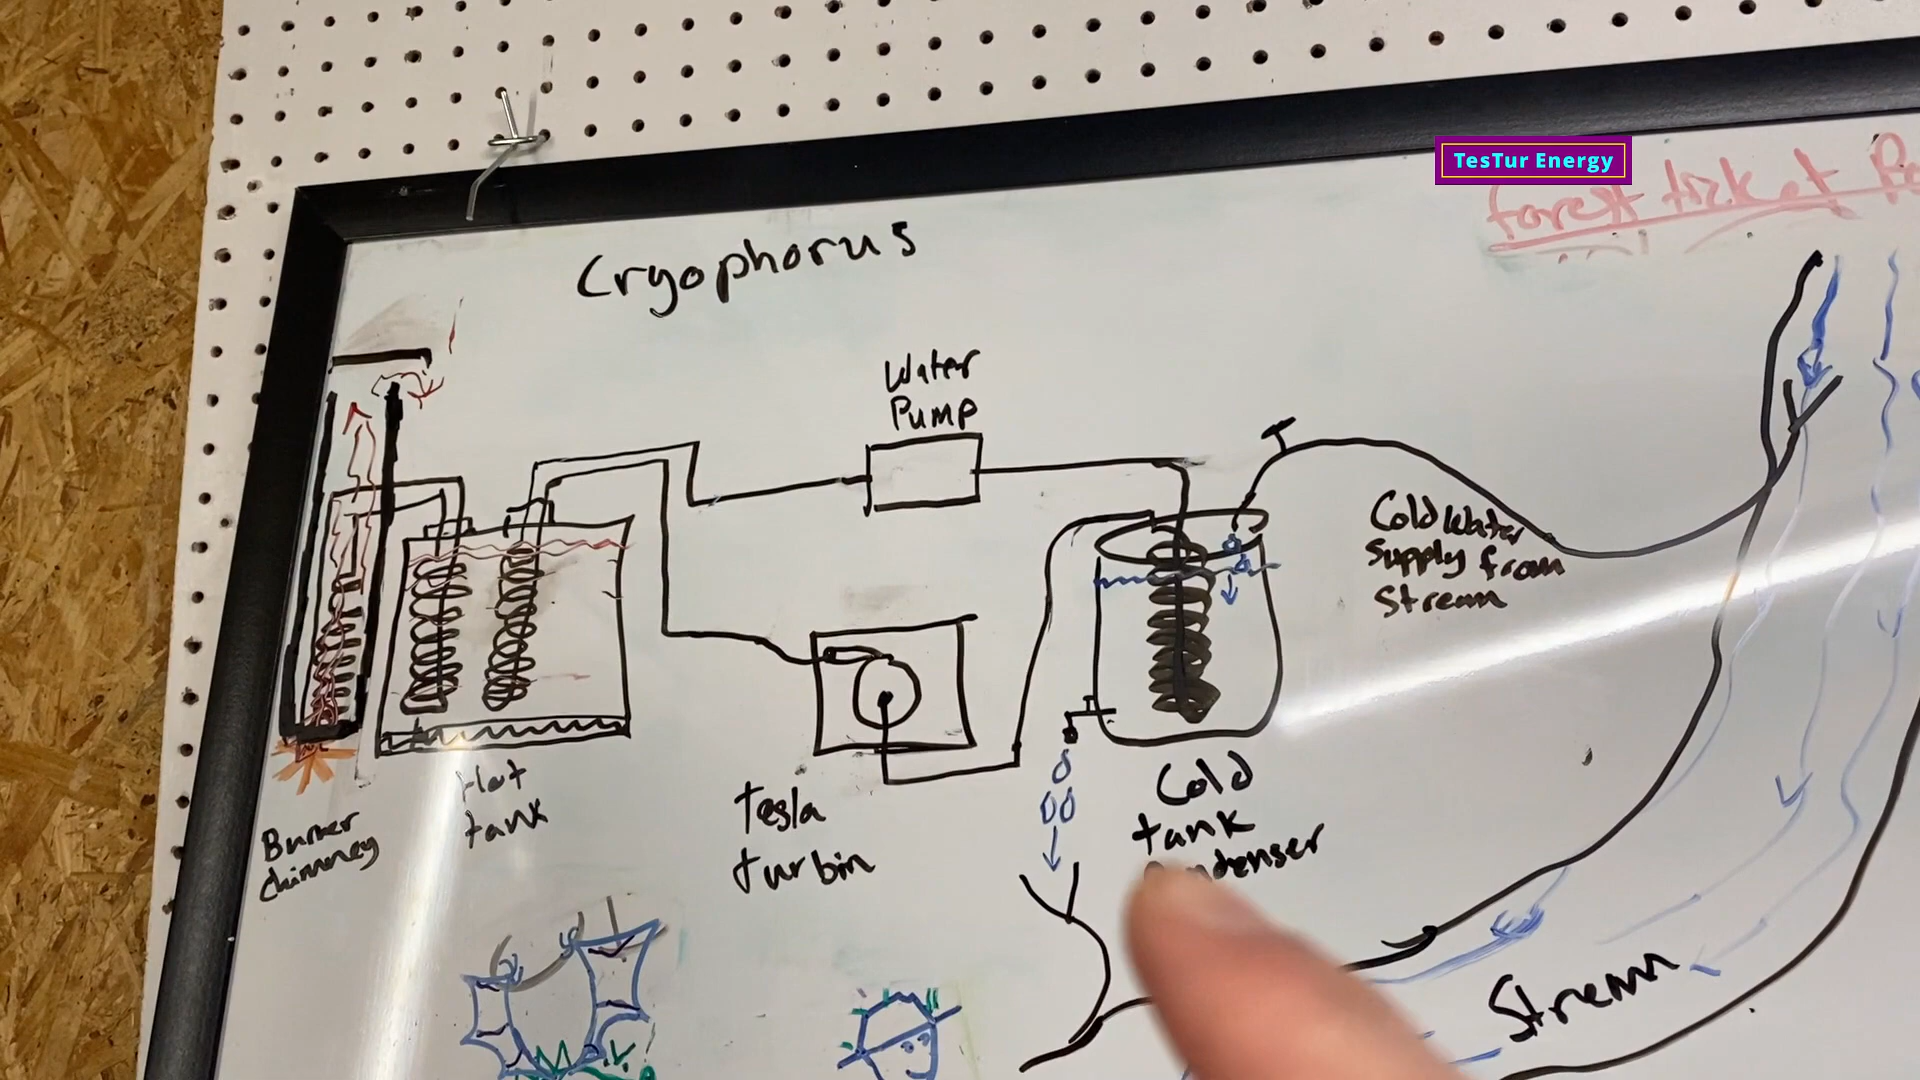 TesTur Energy
Cryophorus
Water
Pump
Cold Water
Supply from
Stream
Burner
chimney
Hot
tank
Tesla
turbin
Cold
tank
Stream